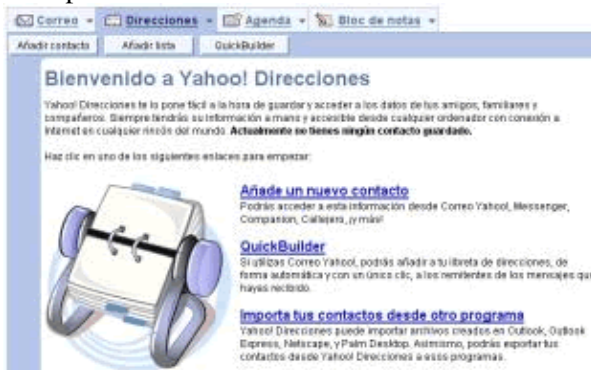 Correo Direcciones Agenda Bloc de notas
Añadir contacto Añadir lista QuickBuilder
Bienvenido a Yahoo! Direcciones
Yahoo! Direcciones te lo pone fácil a la hora de guardar y acceder a los datos de tus amigos, familiares y
compañeros. Siempre tendrás su información a mano y accesible desde cualquier ordenador con conexión a
Internet en cualquier rincón del mundo. Actualmente no tienes ningún contacto guardado.
Haz clic en uno de los siguientes enlaces para empezar:
Añade un nuevo contacto
Podrás acceder a esta información desde Correo Yahoo!, Messenger,
Companion, Callejero, ¡y más!
QuickBuilder
Si utilizas Correo Yahoo!, podrás añadir a tu libreta de direcciones, de
forma automática y con un único clic, a los remitentes de los mensajes que
hayas recibido.
Importa tus contactos desde otro programa
Yahoo! Direcciones puede importar archivos creados en Outlook, Outlook
Express, Netscape, y Palm Desktop. Asimismo, podrás exportar tus
contactos desde Yahoo! Direcciones a esos programas.